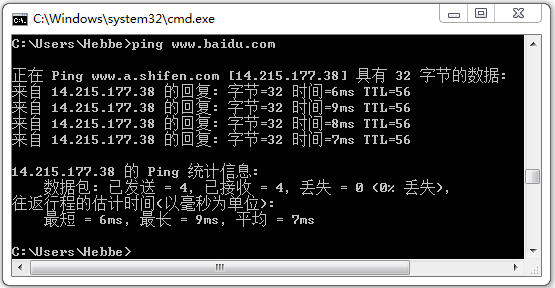 C:\Windows\system32\cmd.exe
C:\Users\Hebbe>ping www.baidu.com
正在 Ping www.a.shifen.com [14.215.177.38] 具有 32 字节的数据:
来自 14.215.177.38 的回复: 字节=32 时间=6ms TTL=56
来自 14.215.177.38 的回复: 字节=32 时间=9ms TTL=56
来自 14.215.177.38 的回复: 字节=32 时间=8ms TTL=56
来自 14.215.177.38 的回复: 字节=32 时间=7ms TTL=56
14.215.177.38 的 Ping 统计信息:
数据包: 已发送 = 4, 已接收 = 4, 丢失 = 0 (0% 丢失),
往返行程的估计时间(以毫秒为单位):
最短 = 6ms, 最长 = 9ms, 平均 = 7ms
C:\Users\Hebbe>